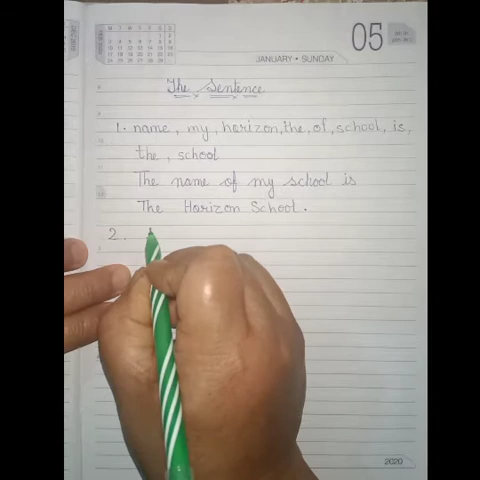 05
JANUARY • SUNDAY
The Sentence
1. name, my, horizon, the, of, school, is,
the, school
The name of my school is
The Horizon School.
2.
2020